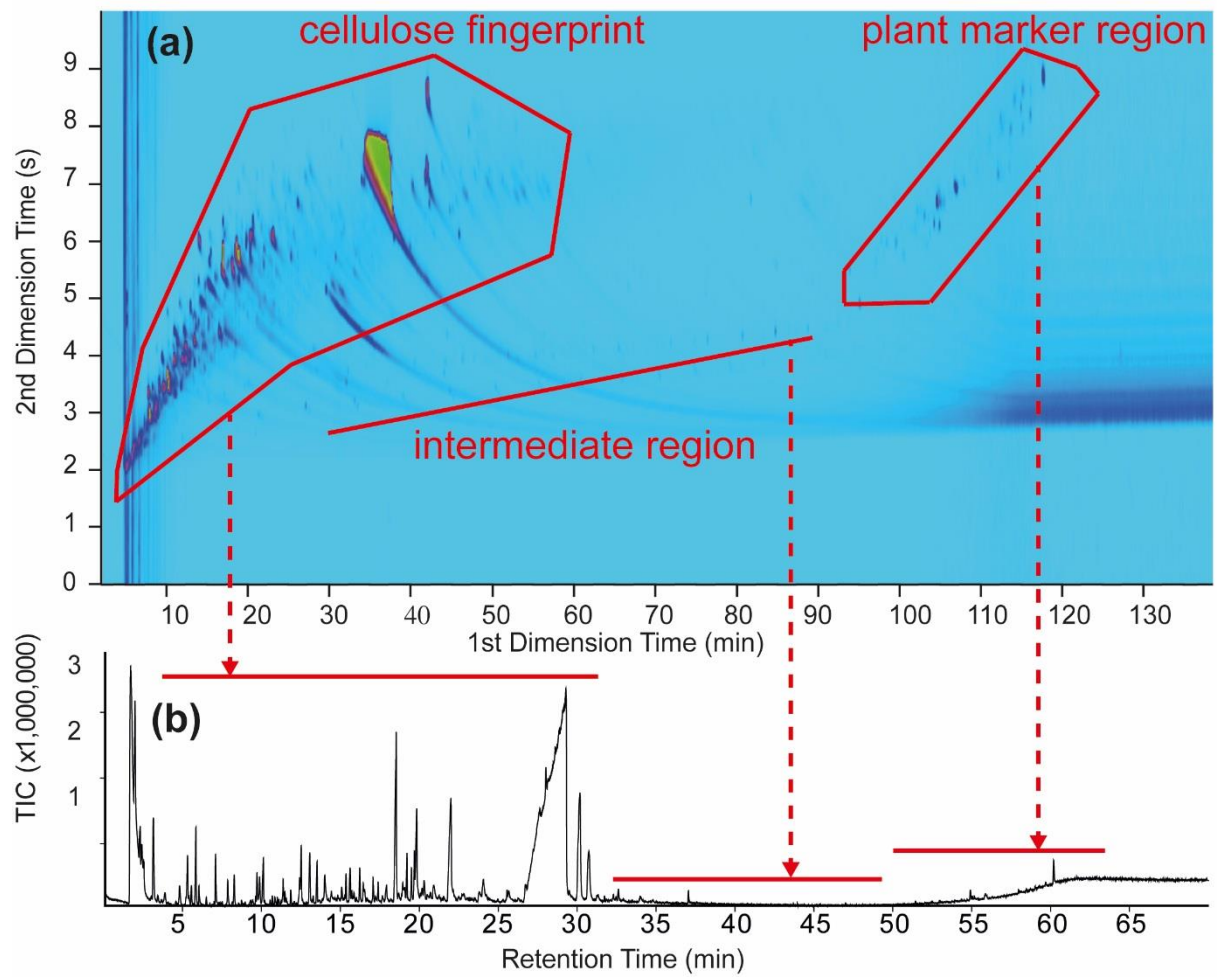 (a)
cellulose fingerprint
plant marker region
2nd Dimension Time (s)
9
8
7
6
5
4
3
2
1
0
intermediate region
10 20 30 40 50 60 70 80 90 100 110 120 130
1st Dimension Time (min)
TIC (x1,000,000)
3
2
1
(b)
5 10 15 20 25 30 35 40 45 50 55 60 65
Retention Time (min)